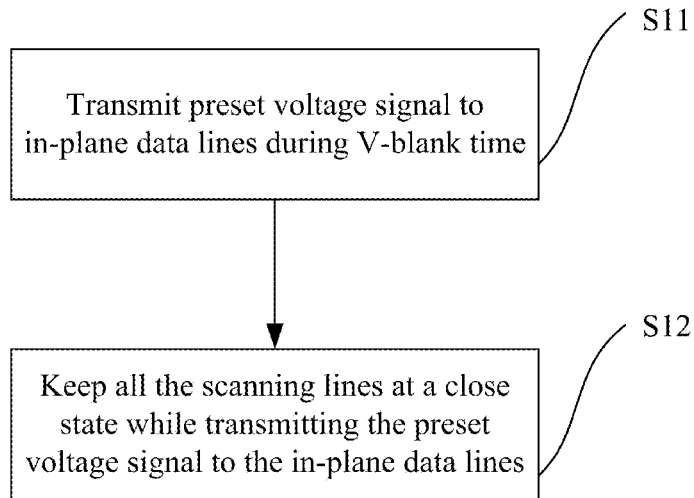 S11
Transmit preset voltage signal to
in-plane data lines during V-blank time
S12
Keep all the scanning lines at a close
state while transmitting the preset
voltage signal to the in-plane data lines